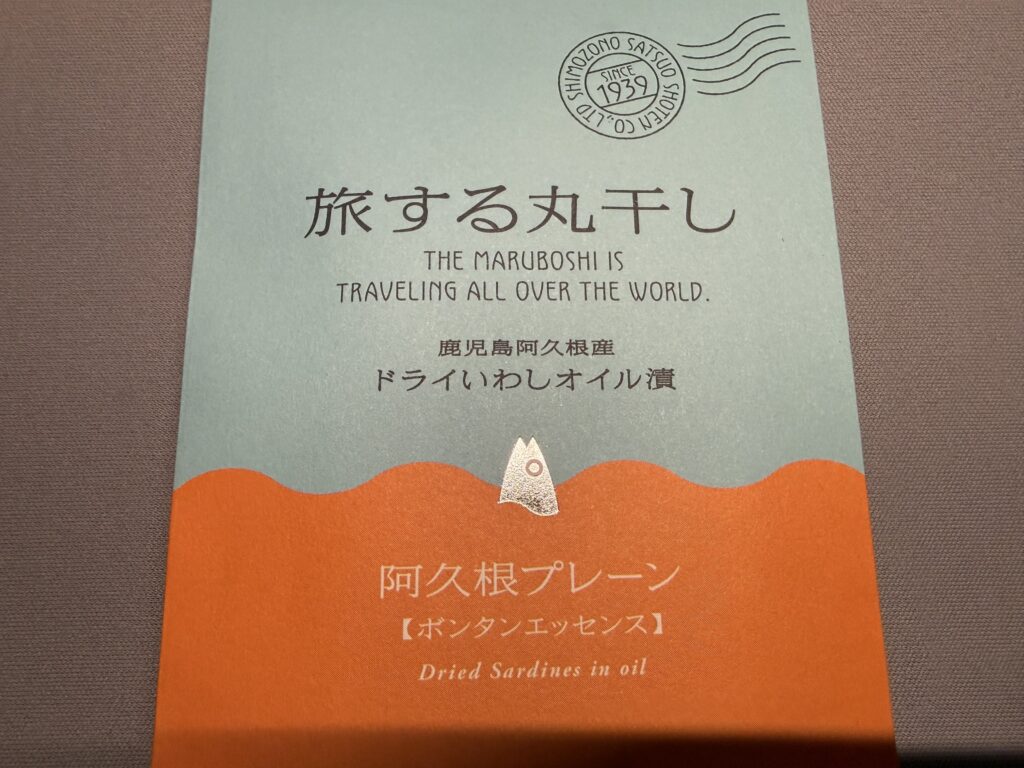 SHIMOZONO SATSUO SHOTEN CO.,LTD
SINCE
1939
旅する丸干し
THE MARUBOSHI IS
TRAVELING ALL OVER THE WORLD.
鹿児島阿久根産
ドライいわしオイル漬
阿久根プレーン
【ボンタンエッセンス】
Dried Sardines in oil